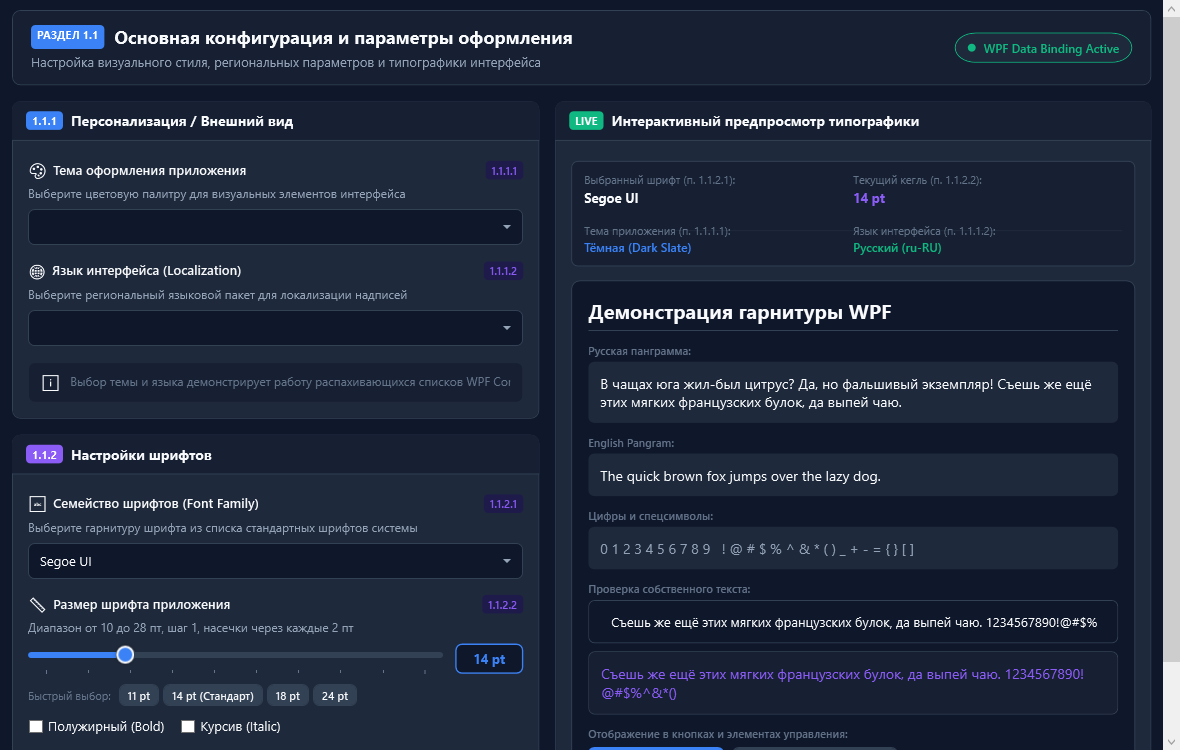 РАЗДЕЛ 1.1 Основная конфигурация и параметры оформления
Настройка визуального стиля, региональных параметров и типографики интерфейса
WPF Data Binding Active
1.1.1 Персонализация / Внешний вид
Тема оформления приложения 1.1.1.1
Выберите цветовую палитру для визуальных элементов интерфейса
Язык интерфейса (Localization) 1.1.1.2
Выберите региональный языковой пакет для локализации надписей
Выбор темы и языка демонстрирует работу распахивающихся списков WPF Cor
1.1.2 Настройки шрифтов
Семейство шрифтов (Font Family) 1.1.2.1
Выберите гарнитуру шрифта из списка стандартных шрифтов системы
Segoe UI
Размер шрифта приложения 1.1.2.2
Диапазон от 10 до 28 пт, шаг 1, насечки через каждые 2 пт
14 pt
Быстрый выбор: 11 pt 14 pt (Стандарт) 18 pt 24 pt
Полужирный (Bold) Курсив (Italic)
LIVE Интерактивный предпросмотр типографики
Выбранный шрифт (п. 1.1.2.1): Текущий кегль (п. 1.1.2.2):
Segoe UI 14 pt
Тема приложения (п. 1.1.1.1): Язык интерфейса (п. 1.1.1.2):
Тёмная (Dark Slate) Русский (ru-RU)
Демонстрация гарнитуры WPF
Русская панграмма:
В чащах юга жил-был цитрус? Да, но фальшивый экземпляр! Съешь же ещё
этих мягких французских булок, да выпей чаю.
English Pangram:
The quick brown fox jumps over the lazy dog.
Цифры и спецсимволы:
0 1 2 3 4 5 6 7 8 9 ! @ # $ % ^ & * ( ) _ + - = { } [ ]
Проверка собственного текста:
Съешь же ещё этих мягких французских булок, да выпей чаю. 1234567890!@#$%
Съешь же ещё этих мягких французских булок, да выпей чаю. 1234567890!
@#$%^&*()
Отображение в кнопках и элементах управления: